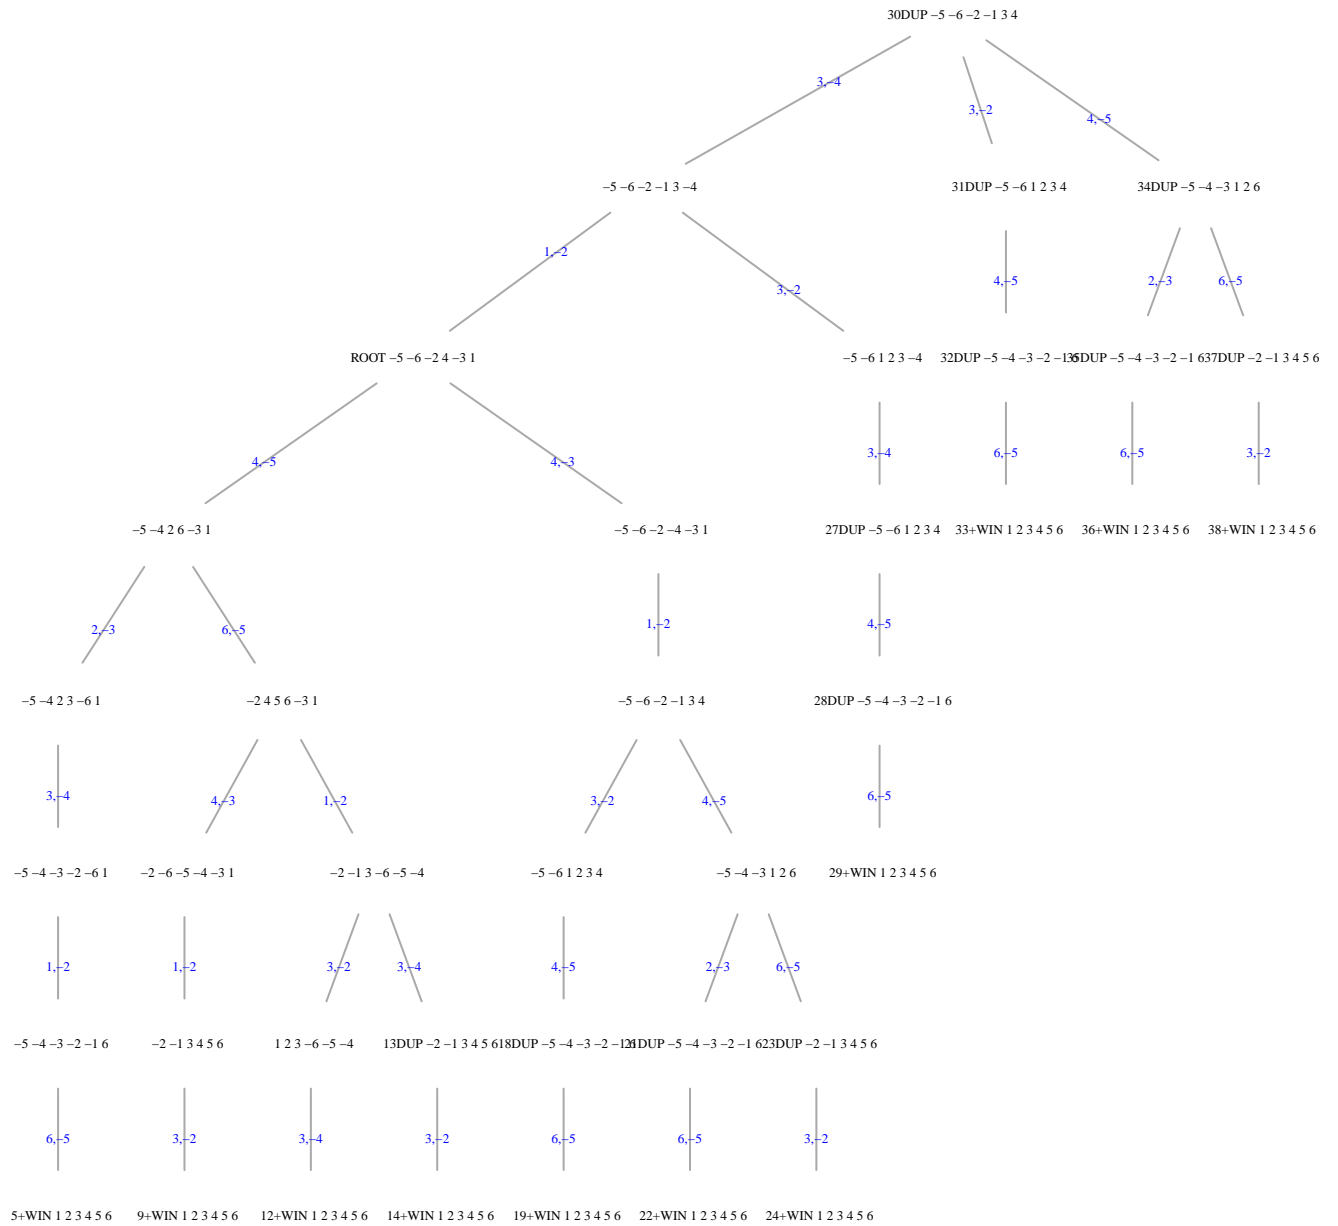 30DUP −5 −6 −2 −1 3 4
3,−4
3,−2
4,−5
−5 −6 −2 −1 3 −4
31DUP −5 −6 1 2 3 4
34DUP −5 −4 −3 1 2 6
1,−2
3,−2
4,−5
2,−3
6,−5
ROOT −5 −6 −2 4 −3 1
−5 −6 1 2 3 −4
32DUP −5 −4 −3 −2 −1 6
35DUP −5 −4 −3 −2 −1 6
37DUP −2 −1 3 4 5 6
4,−5
4,−3
3,−4
6,−5
6,−5
3,−2
−5 −4 2 6 −3 1
−5 −6 −2 −4 −3 1
27DUP −5 −6 1 2 3 4
33+WIN 1 2 3 4 5 6
36+WIN 1 2 3 4 5 6
38+WIN 1 2 3 4 5 6
2,−3
6,−5
1,−2
4,−5
−5 −4 2 3 −6 1
−2 4 5 6 −3 1
−5 −6 −2 −1 3 4
28DUP −5 −4 −3 −2 −1 6
3,−4
4,−3
1,−2
3,−2
4,−5
6,−5
−5 −4 −3 −2 −6 1
−2 −6 −5 −4 −3 1
−2 −1 3 −6 −5 −4
−5 −6 1 2 3 4
−5 −4 −3 1 2 6
29+WIN 1 2 3 4 5 6
1,−2
1,−2
3,−2
3,−4
4,−5
2,−3
6,−5
−5 −4 −3 −2 −1 6
−2 −1 3 4 5 6
1 2 3 −6 −5 −4
13DUP −2 −1 3 4 5 6
18DUP −5 −4 −3 −2 −1 6
21DUP −5 −4 −3 −2 −1 6
23DUP −2 −1 3 4 5 6
6,−5
3,−2
3,−4
3,−2
6,−5
6,−5
3,−2
5+WIN 1 2 3 4 5 6
9+WIN 1 2 3 4 5 6
12+WIN 1 2 3 4 5 6
14+WIN 1 2 3 4 5 6
19+WIN 1 2 3 4 5 6
22+WIN 1 2 3 4 5 6
24+WIN 1 2 3 4 5 6